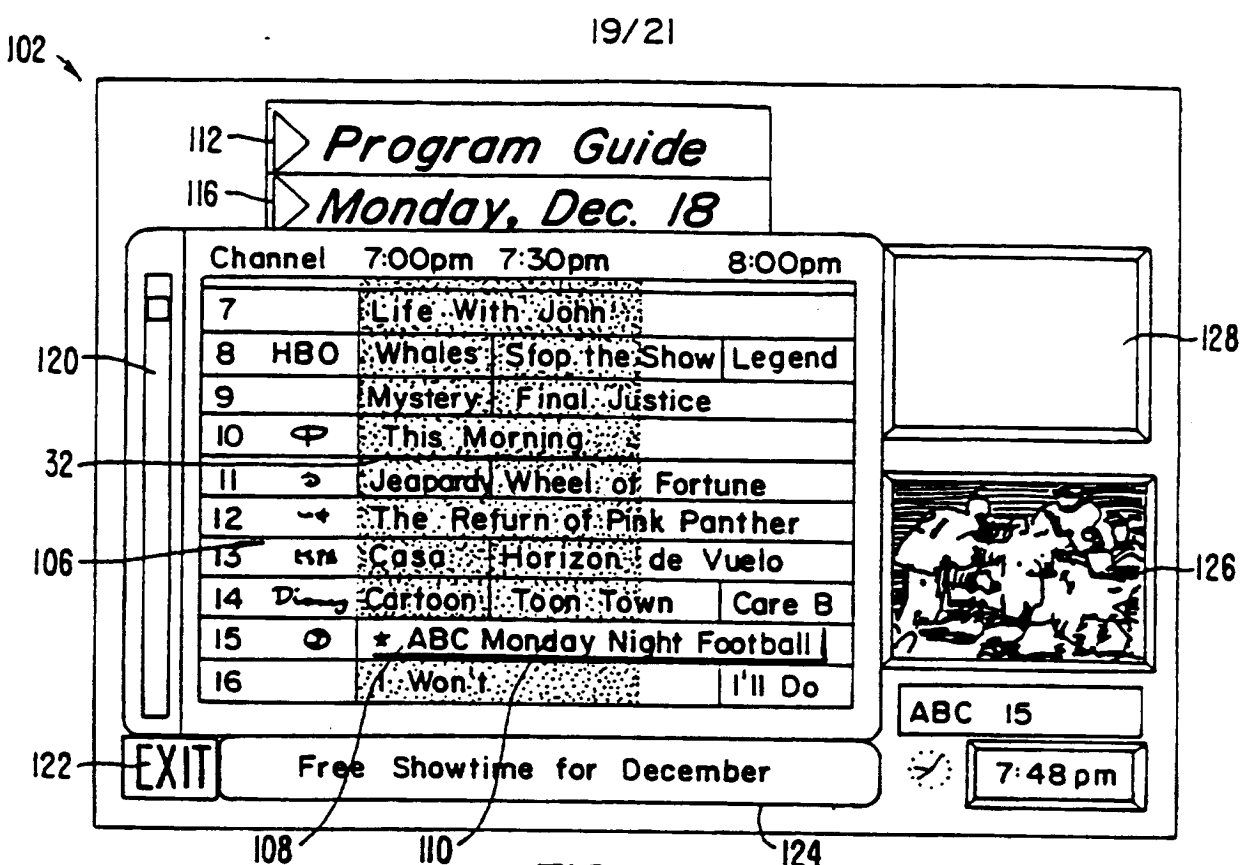 19/21
102
112 Program Guide
116 Monday, Dec. 18
Channel 7:00pm 7:30pm 8:00pm
7 Life With John
128
120
8 HBO Whales Stop the Show Legend
9 Mystery Final Justice
10 This Morning
32
11 Jeapardy Wheel of Fortune
12 The Return of Pink Panther
106
13 Casa Horizon de Vuelo
126
14 Disney Cartoon Toon Town Care B
15 * ABC Monday Night Football
16 I Won't I'll Do
ABC 15
122 EXIT Free Showtime for December
7:48pm
108 110 124